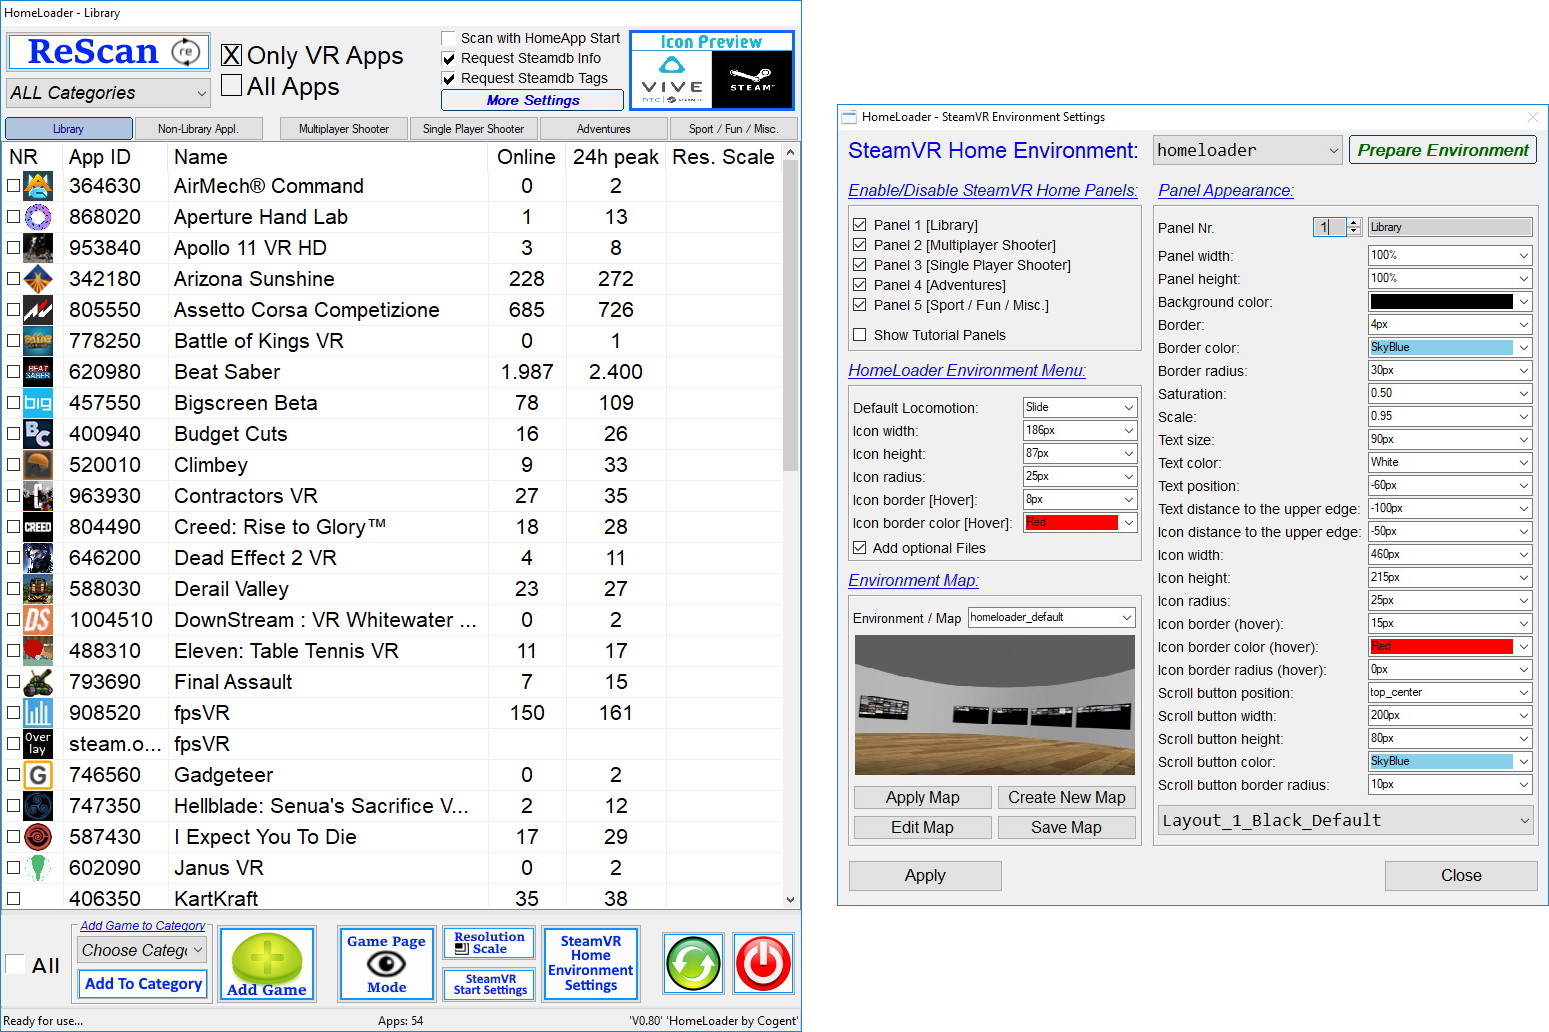 HomeLoader - Library
ReScan
re
ALL Categories
X Only VR Apps
All Apps
Scan with HomeApp Start
Request Steamdb Info
Request Steamdb Tags
More Settings
Icon Preview
VIVE
STEAM™
Library
Non-Library Appl.
Multiplayer Shooter
Single Player Shooter
Adventures
Sport / Fun / Misc.
NR App ID Name Online 24h peak Res. Scale
364630 AirMech® Command 0 2
868020 Aperture Hand Lab 1 13
953840 Apollo 11 VR HD 3 8
342180 Arizona Sunshine 228 272
805550 Assetto Corsa Competizione 685 726
778250 Battle of Kings VR 0 1
BEAT SABER 620980 Beat Saber 1.987 2.400
big 457550 Bigscreen Beta 78 109
BC 400940 Budget Cuts 16 26
520010 Climbey 9 33
963930 Contractors VR 27 35
CREED 804490 Creed: Rise to Glory™ 18 28
646200 Dead Effect 2 VR 4 11
588030 Derail Valley 23 27
DS 1004510 DownStream : VR Whitewater ... 0 2
488310 Eleven: Table Tennis VR 11 17
793690 Final Assault 7 15
908520 fpsVR 150 161
Over lay steam.o... fpsVR
G 746560 Gadgeteer 0 2
747350 Hellblade: Senua's Sacrifice V... 2 12
587430 I Expect You To Die 17 29
602090 Janus VR 0 2
406350 KartKraft 35 38
All
Add Game to Category
Choose Categ
Add To Category
Add Game
Game Page
Mode
Resolution
Scale
SteamVR
Start Settings
SteamVR
Home
Environment
Settings
Ready for use...
Apps: 54
'V0.80' 'HomeLoader by Cogent'
HomeLoader - SteamVR Environment Settings
SteamVR Home Environment:
homeloader
Prepare Environment
Enable/Disable SteamVR Home Panels:
Panel 1 [Library]
Panel 2 [Multiplayer Shooter]
Panel 3 [Single Player Shooter]
Panel 4 [Adventures]
Panel 5 [Sport / Fun / Misc.]
Show Tutorial Panels
HomeLoader Environment Menu:
Default Locomotion: Slide
Icon width: 186px
Icon height: 87px
Icon radius: 25px
Icon border [Hover]: 8px
Icon border color [Hover]: Red
Add optional Files
Environment Map:
Environment / Map homeloader_default
Apply Map
Create New Map
Edit Map
Save Map
Apply
Panel Appearance:
Panel Nr. 1 Library
Panel width: 100%
Panel height: 100%
Background color:
Border: 4px
Border color: SkyBlue
Border radius: 30px
Saturation: 0.50
Scale: 0.95
Text size: 90px
Text color: White
Text position: -60px
Text distance to the upper edge: -100px
Icon distance to the upper edge: -50px
Icon width: 460px
Icon height: 215px
Icon radius: 25px
Icon border (hover): 15px
Icon border color (hover): Red
Icon border radius (hover): 0px
Scroll button position: top_center
Scroll button width: 200px
Scroll button height: 80px
Scroll button color: SkyBlue
Scroll button border radius: 10px
Layout_1_Black_Default
Close